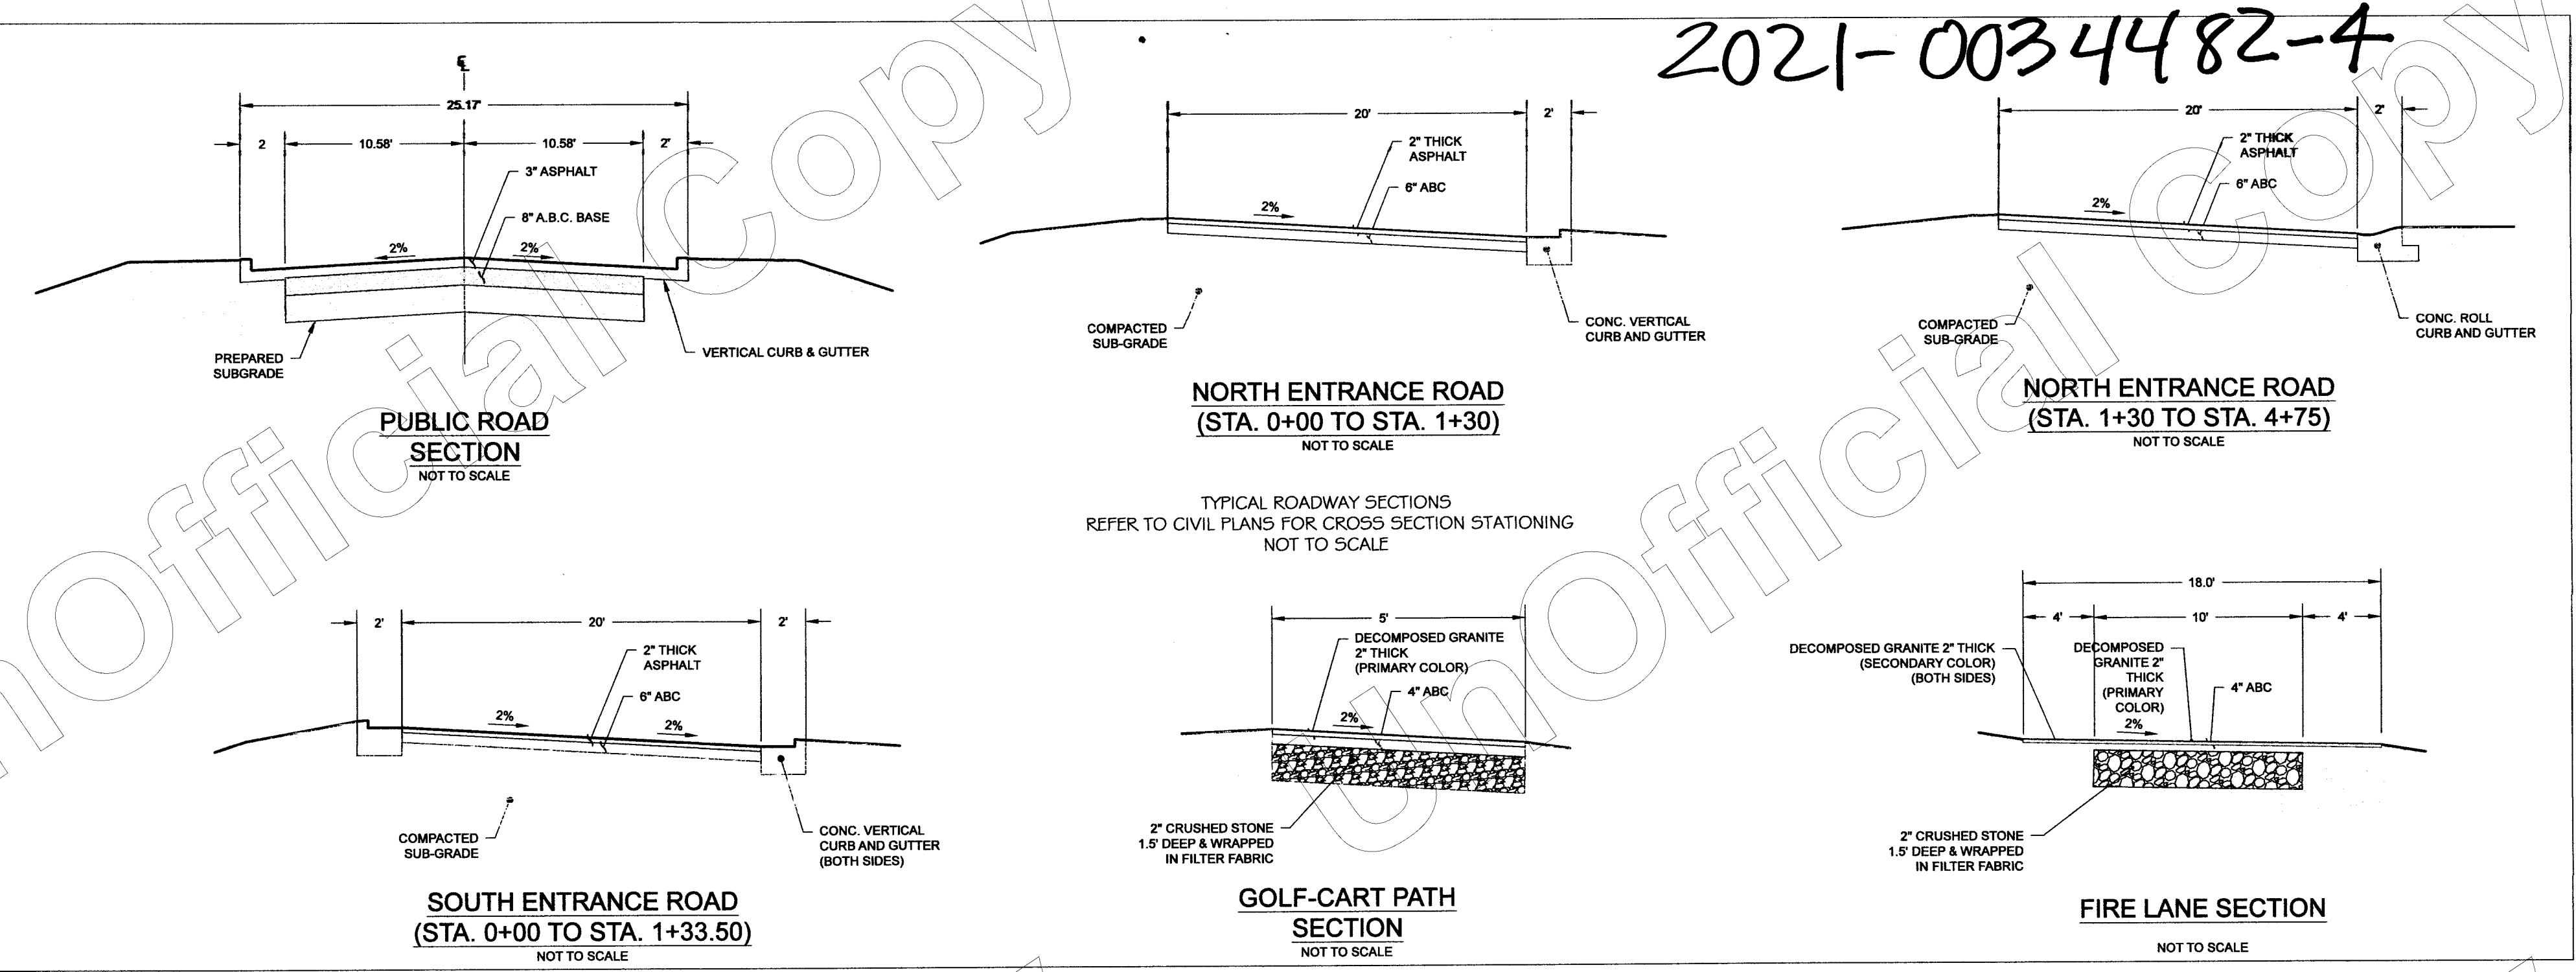 2021-0034482-4
℄
25.17'
2
10.58'
10.58'
2'
3" ASPHALT
8" A.B.C. BASE
2%
2%
PREPARED
SUBGRADE
VERTICAL CURB & GUTTER
PUBLIC ROAD
SECTION
NOT TO SCALE
20'
2'
2" THICK
ASPHALT
6" ABC
2%
COMPACTED
SUB-GRADE
CONC. VERTICAL
CURB AND GUTTER
NORTH ENTRANCE ROAD
(STA. 0+00 TO STA. 1+30)
NOT TO SCALE
20'
2'
2" THICK
ASPHALT
6" ABC
2%
COMPACTED
SUB-GRADE
CONC. ROLL
CURB AND GUTTER
NORTH ENTRANCE ROAD
(STA. 1+30 TO STA. 4+75)
NOT TO SCALE
TYPICAL ROADWAY SECTIONS
REFER TO CIVIL PLANS FOR CROSS SECTION STATIONING
NOT TO SCALE
2'
20'
2'
2" THICK
ASPHALT
6" ABC
2%
2%
COMPACTED
SUB-GRADE
CONC. VERTICAL
CURB AND GUTTER
(BOTH SIDES)
SOUTH ENTRANCE ROAD
(STA. 0+00 TO STA. 1+33.50)
NOT TO SCALE
5'
DECOMPOSED GRANITE
2" THICK
(PRIMARY COLOR)
4" ABC
2%
2" CRUSHED STONE
1.5' DEEP & WRAPPED
IN FILTER FABRIC
GOLF-CART PATH
SECTION
NOT TO SCALE
18.0'
4'
10'
4'
DECOMPOSED GRANITE 2" THICK
(SECONDARY COLOR)
(BOTH SIDES)
DECOMPOSED
GRANITE 2"
THICK
(PRIMARY
COLOR)
4" ABC
2%
2" CRUSHED STONE
1.5' DEEP & WRAPPED
IN FILTER FABRIC
FIRE LANE SECTION
NOT TO SCALE
UnOfficial Copy
UnOfficial Copy